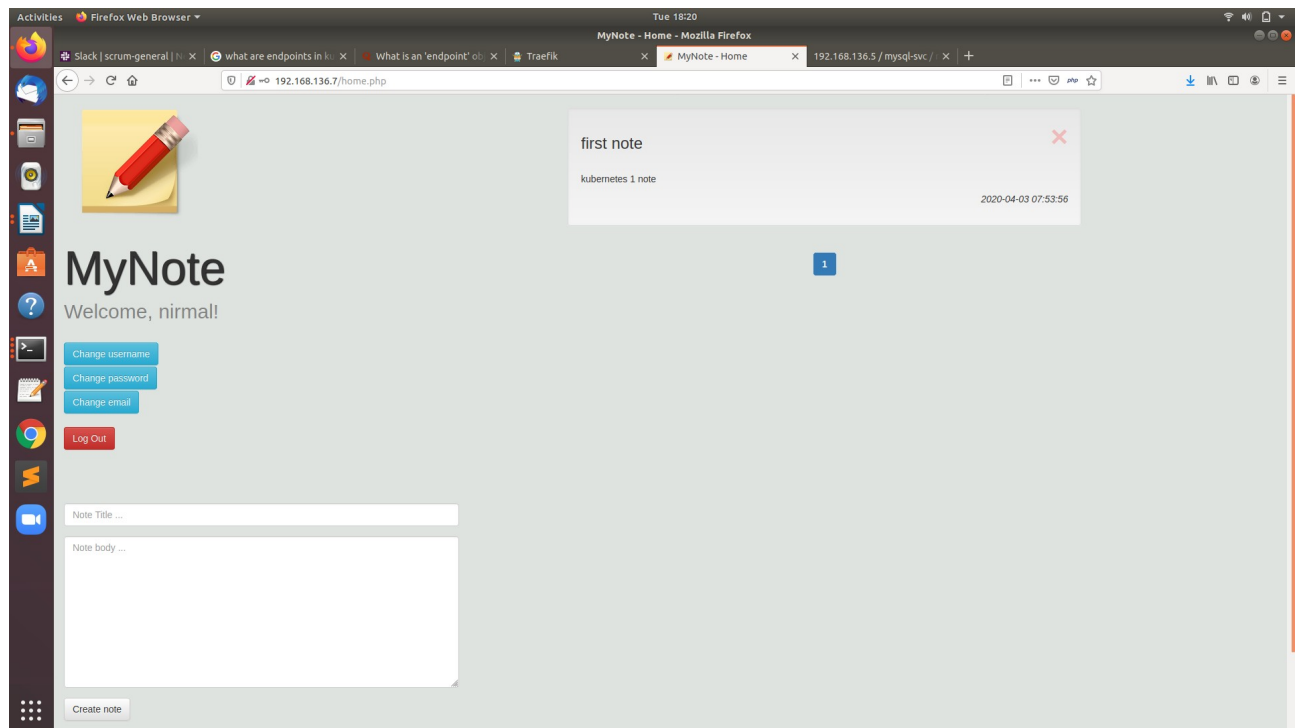 Activities Firefox Web Browser Tue 18:20
MyNote - Home - Mozilla Firefox
Slack | scrum-general | what are endpoints in ku What is an 'endpoint' ob Traefik MyNote - Home 192.168.136.5 / mysql-svc /
192.168.136.7/home.php php
first note
kubernetes 1 note
2020-04-03 07:53:56
1
MyNote
Welcome, nirmal!
Change username
Change password
Change email
Log Out
Note Title ...
Note body ...
Create note